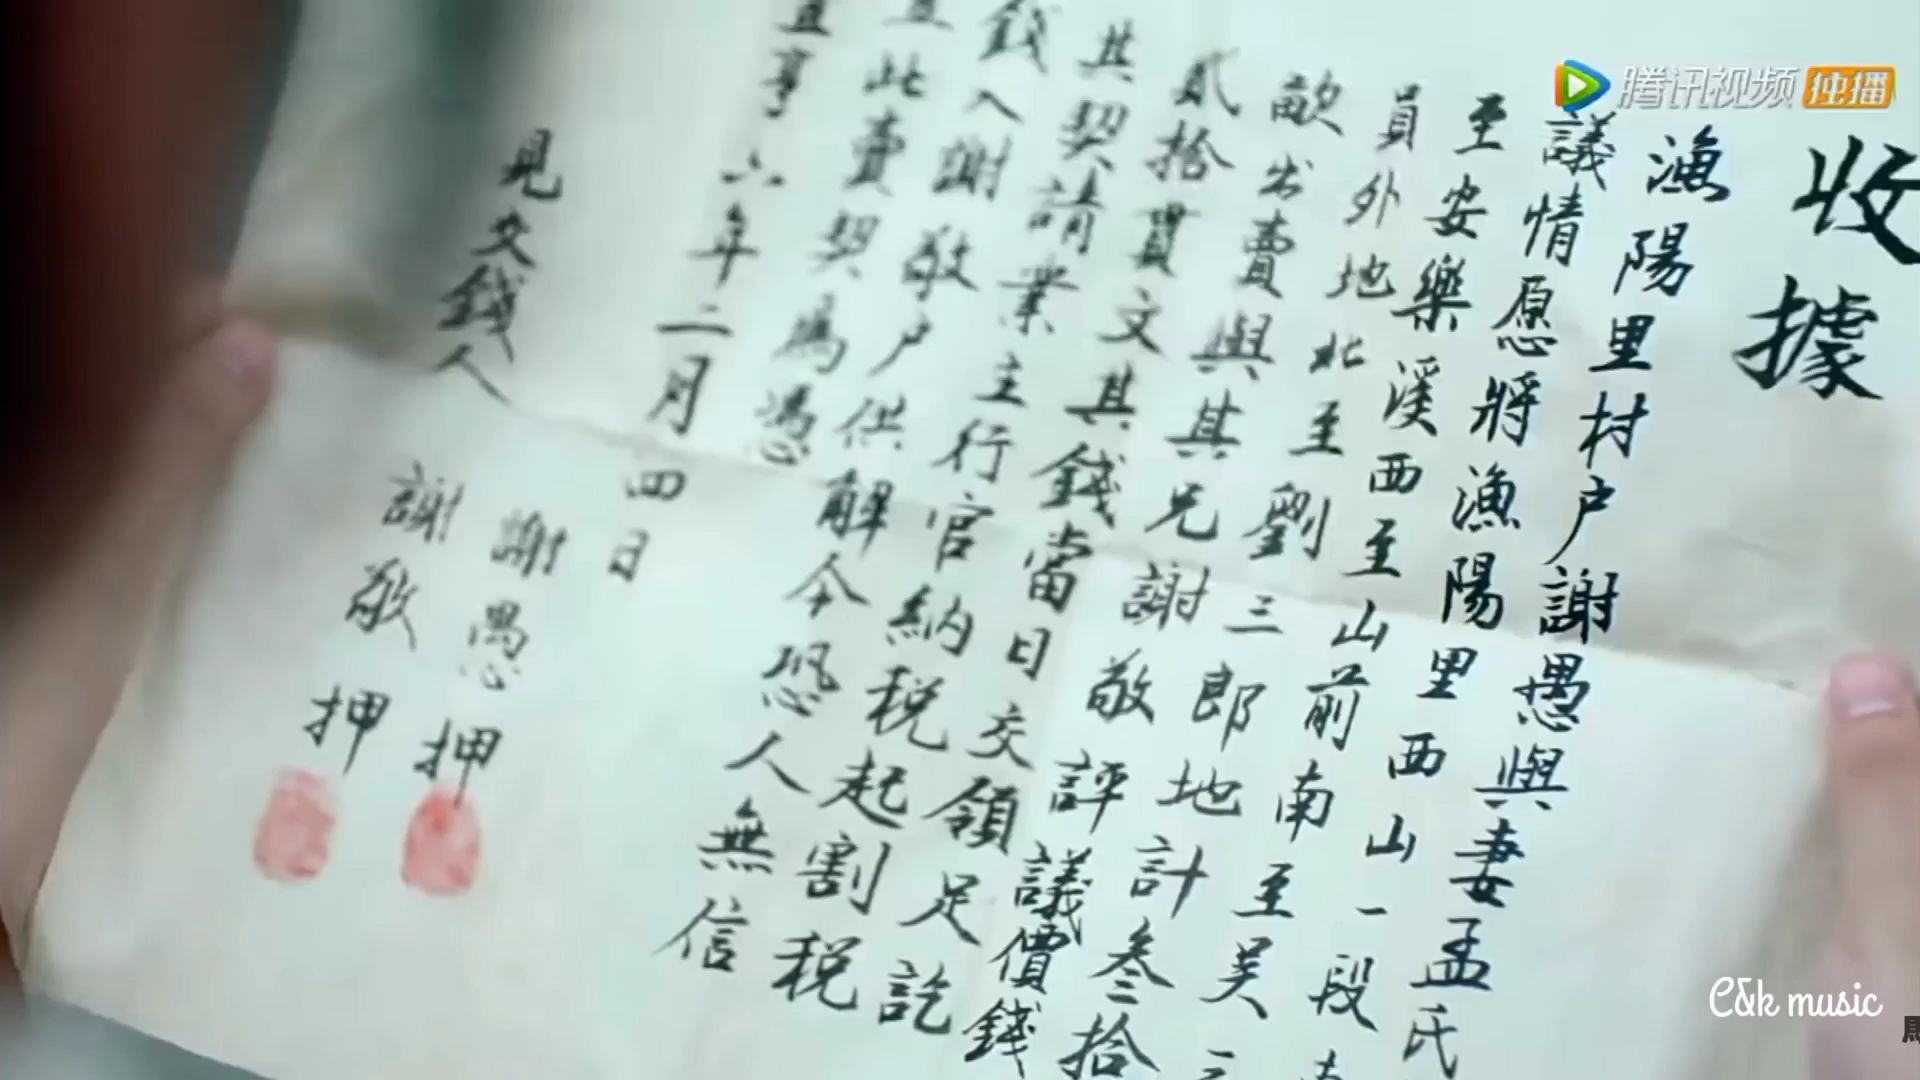 收據
漁陽里村户謝愚與妻孟氏
議情愿將漁陽里西山一段
至安樂溪西至山前南至吴三
員外地北至劉三郎地計叁拾
畝出賣與其兄謝敬評議價錢
貳拾貫文其錢當日交領足訖
其契請業主行官納税起割税
錢入謝敬户供解今恐人無信
此賣契為憑
亨六年二月四日
見交錢人
謝愚押
謝敬押
腾讯视频 独播
C&k music